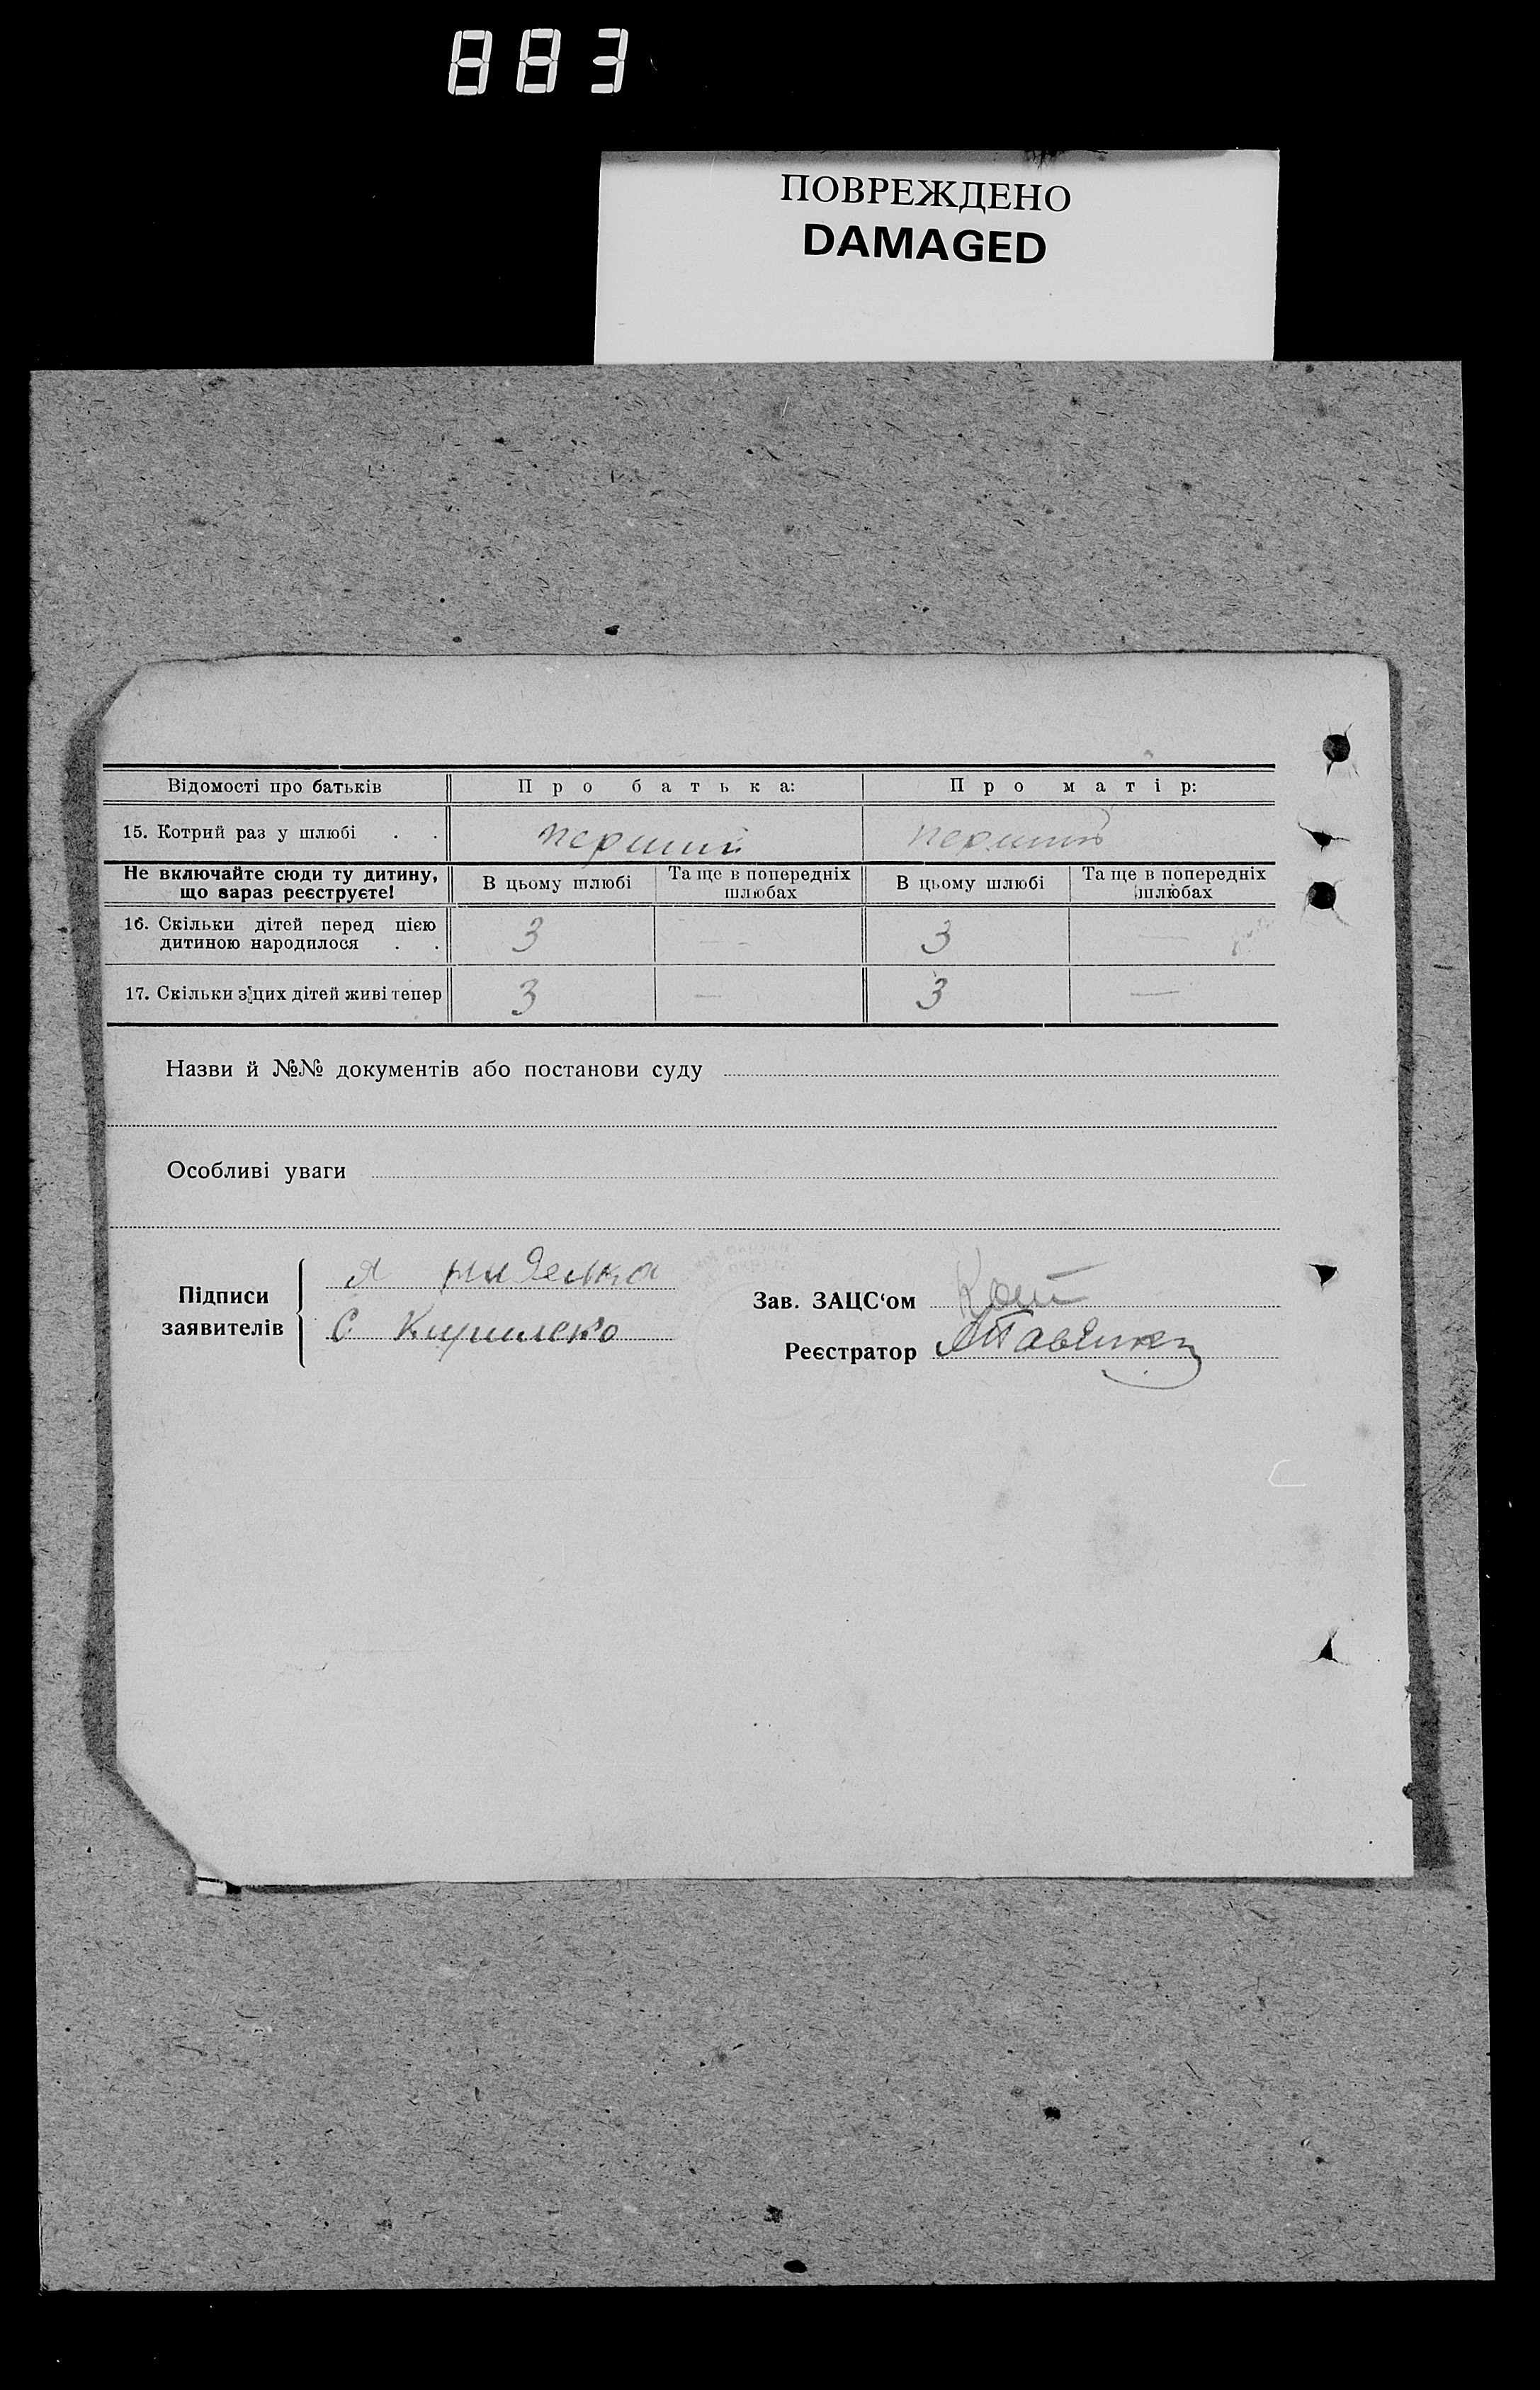 883
ПОВРЕЖДЕНО
DAMAGED
Відомості про батьків Про батька: Про матір:
15. Котрий раз у шлюбі . . перший перший
Не включайте сюди ту дитину, що зараз реєструєте! В цьому шлюбі Та ще в попередніх шлюбах В цьому шлюбі Та ще в попередніх шлюбах
16. Скільки дітей перед цією
дитиною народилося . . 3 — 3 —
17. Скільки з цих дітей живі тепер 3 — 3 —
Назви й №№ документів або постанови суду
Особливі уваги
Підписи
заявителів
С Кирилеко
Зав. ЗАЦС‘ом
Реєстратор